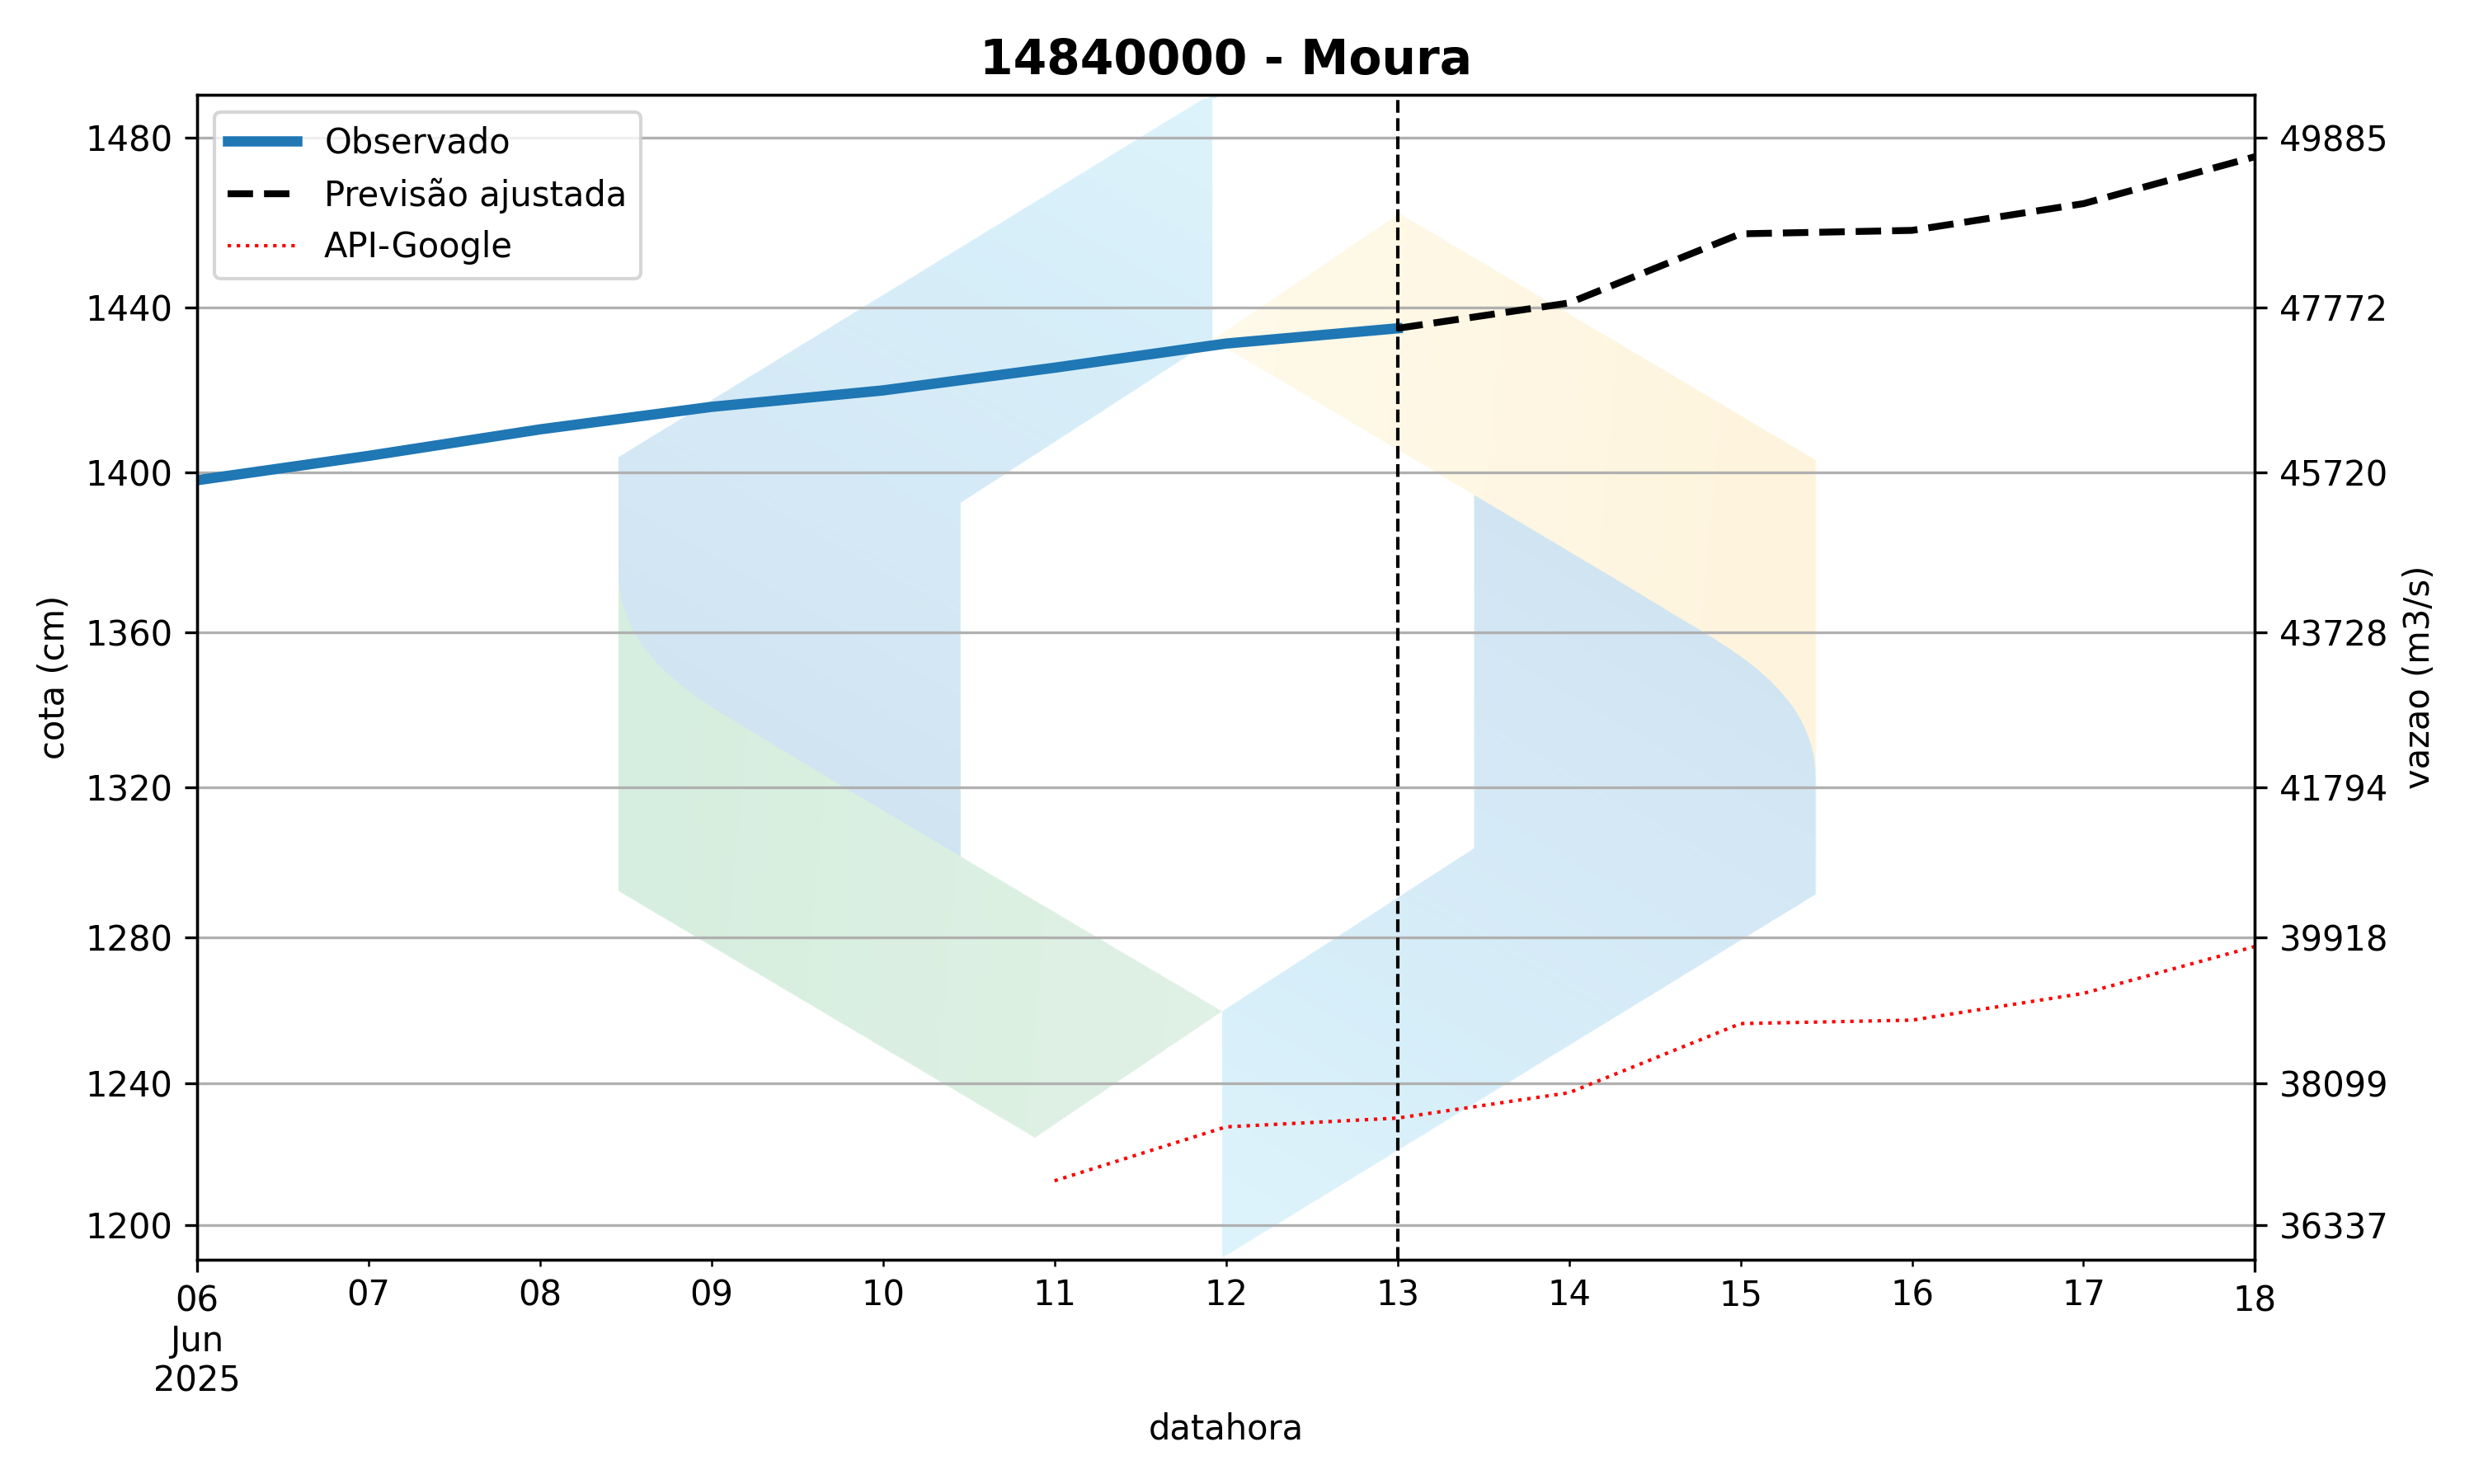 14840000 - Moura
Observado
Previsão ajustada
API-Google
1480
1440
1400
1360
1320
1280
1240
1200
cota (cm)
49885
47772
45720
43728
41794
39918
38099
36337
vazao (m3/s)
06 07 08 09 10 11 12 13 14 15 16 17 18
Jun
2025
datahora